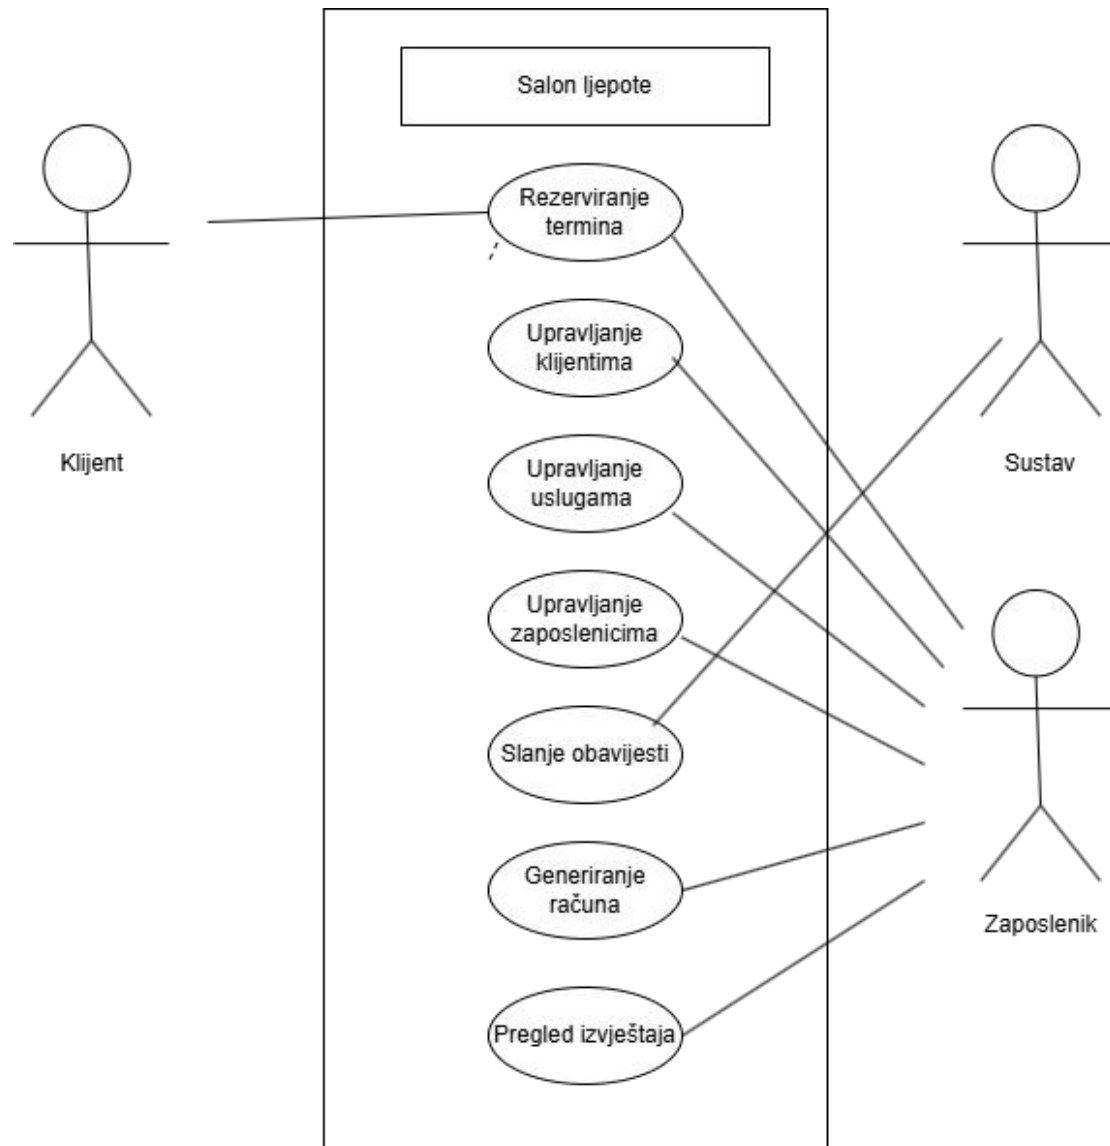 Salon ljepote
Rezerviranje
termina
Upravljanje
klijentima
Klijent
Upravljanje
uslugama
Sustav
Upravljanje
zaposlenicima
Slanje obavijesti
Generiranje
računa
Zaposlenik
Pregled izvještaja